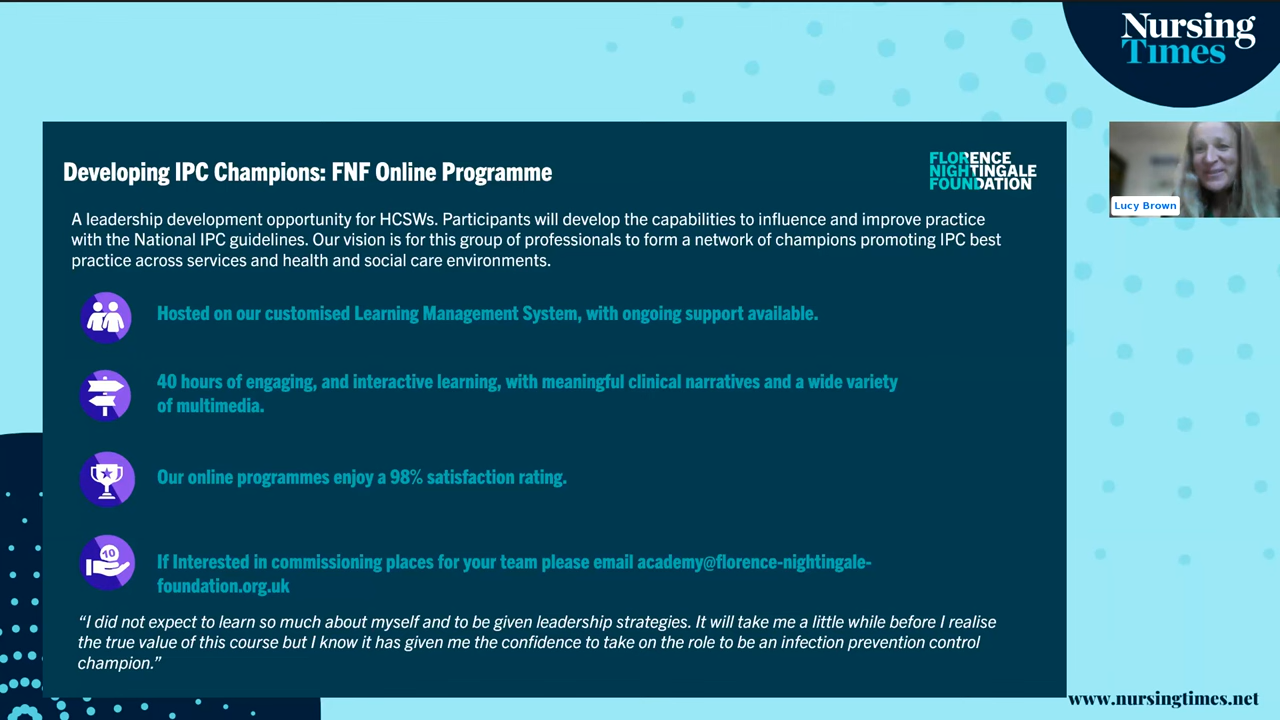 Nursing
Times
Developing IPC Champions: FNF Online Programme
FLORENCE
NIGHTINGALE
FOUNDATION
Lucy Brown
A leadership development opportunity for HCSWs. Participants will develop the capabilities to influence and improve practice
with the National IPC guidelines. Our vision is for this group of professionals to form a network of champions promoting IPC best
practice across services and health and social care environments.
Hosted on our customised Learning Management System, with ongoing support available.
40 hours of engaging, and interactive learning, with meaningful clinical narratives and a wide variety
of multimedia.
Our online programmes enjoy a 98% satisfaction rating.
10
If Interested in commissioning places for your team please email academy@florence-nightingale-
foundation.org.uk
“I did not expect to learn so much about myself and to be given leadership strategies. It will take me a little while before I realise
the true value of this course but I know it has given me the confidence to take on the role to be an infection prevention control
champion.”
www.nursingtimes.net